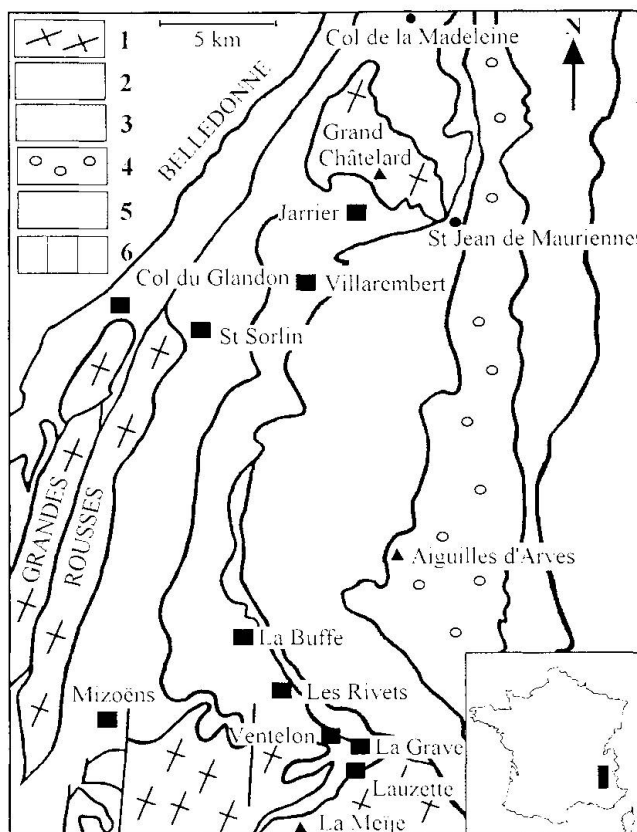 1
2
3
4
5
6
5 km
Col de la Madeleine
N
BELLEDONNE
Grand
Châtelard
Jarrier
St Jean de Mauriennes
Col du Glandon
Villarembert
St Sorlin
GRANDES
ROUSSES
Aiguilles d'Arves
La Buffe
Mizoëns
Les Rivets
Ventelon
La Grave
Lauzette
La Meije